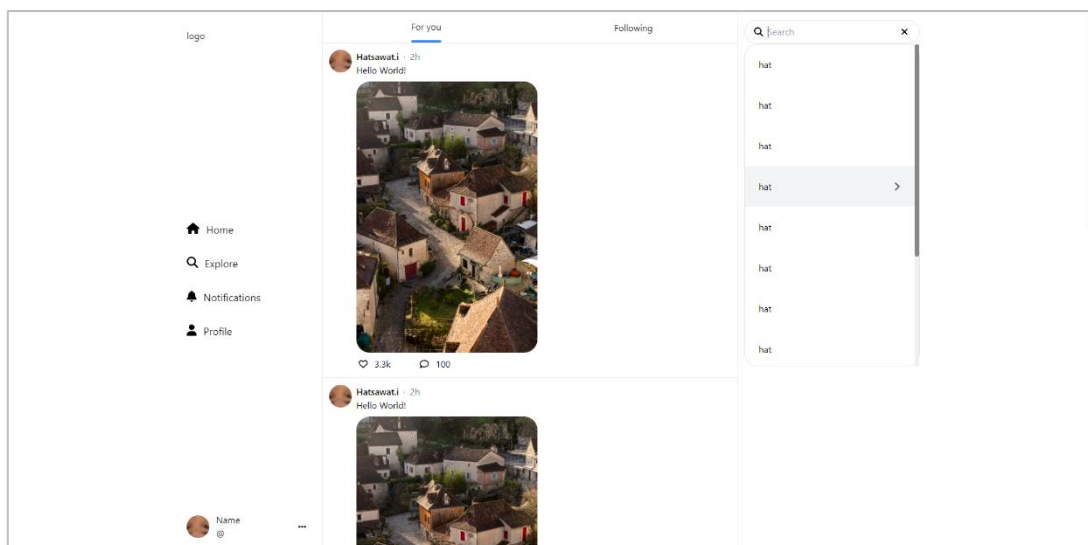 logo
Home
Explore
Notifications
Profile
Name
@
For you Following
Hatsawat.i · 2h
Hello World!
3.3k 100
Hatsawat.i · 2h
Hello World!
Search
hat
hat
hat
hat
hat
hat
hat
hat